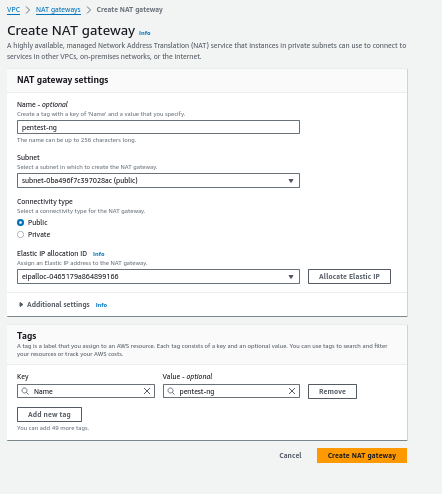 VPC > NAT gateways > Create NAT gateway
Create NAT gateway Info
A highly available, managed Network Address Translation (NAT) service that instances in private subnets can use to connect to
services in other VPCs, on-premises networks, or the internet.
NAT gateway settings
Name - optional
Create a tag with a key of 'Name' and a value that you specify.
pentest-ng
The name can be up to 256 characters long.
Subnet
Select a subnet in which to create the NAT gateway.
subnet-0ba496f7c397028ac (public)
Connectivity type
Select a connectivity type for the NAT gateway.
Public
Private
Elastic IP allocation ID Info
Assign an Elastic IP address to the NAT gateway.
eipalloc-0465179a864899166 Allocate Elastic IP
Additional settings Info
Tags
A tag is a label that you assign to an AWS resource. Each tag consists of a key and an optional value. You can use tags to search and filter
your resources or track your AWS costs.
Key Value - optional
Name pentest-ng Remove
Add new tag
You can add 49 more tags.
Cancel Create NAT gateway